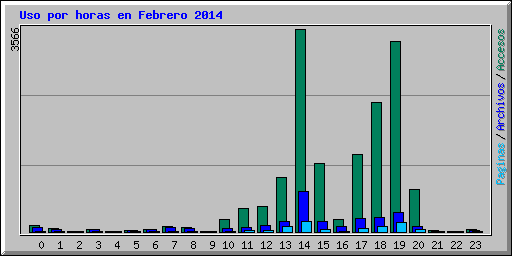 Uso por horas en Febrero 2014
3566
Paginas / Archivos / Accesos
0 1 2 3 4 5 6 7 8 9 10 11 12 13 14 15 16 17 18 19 20 21 22 23